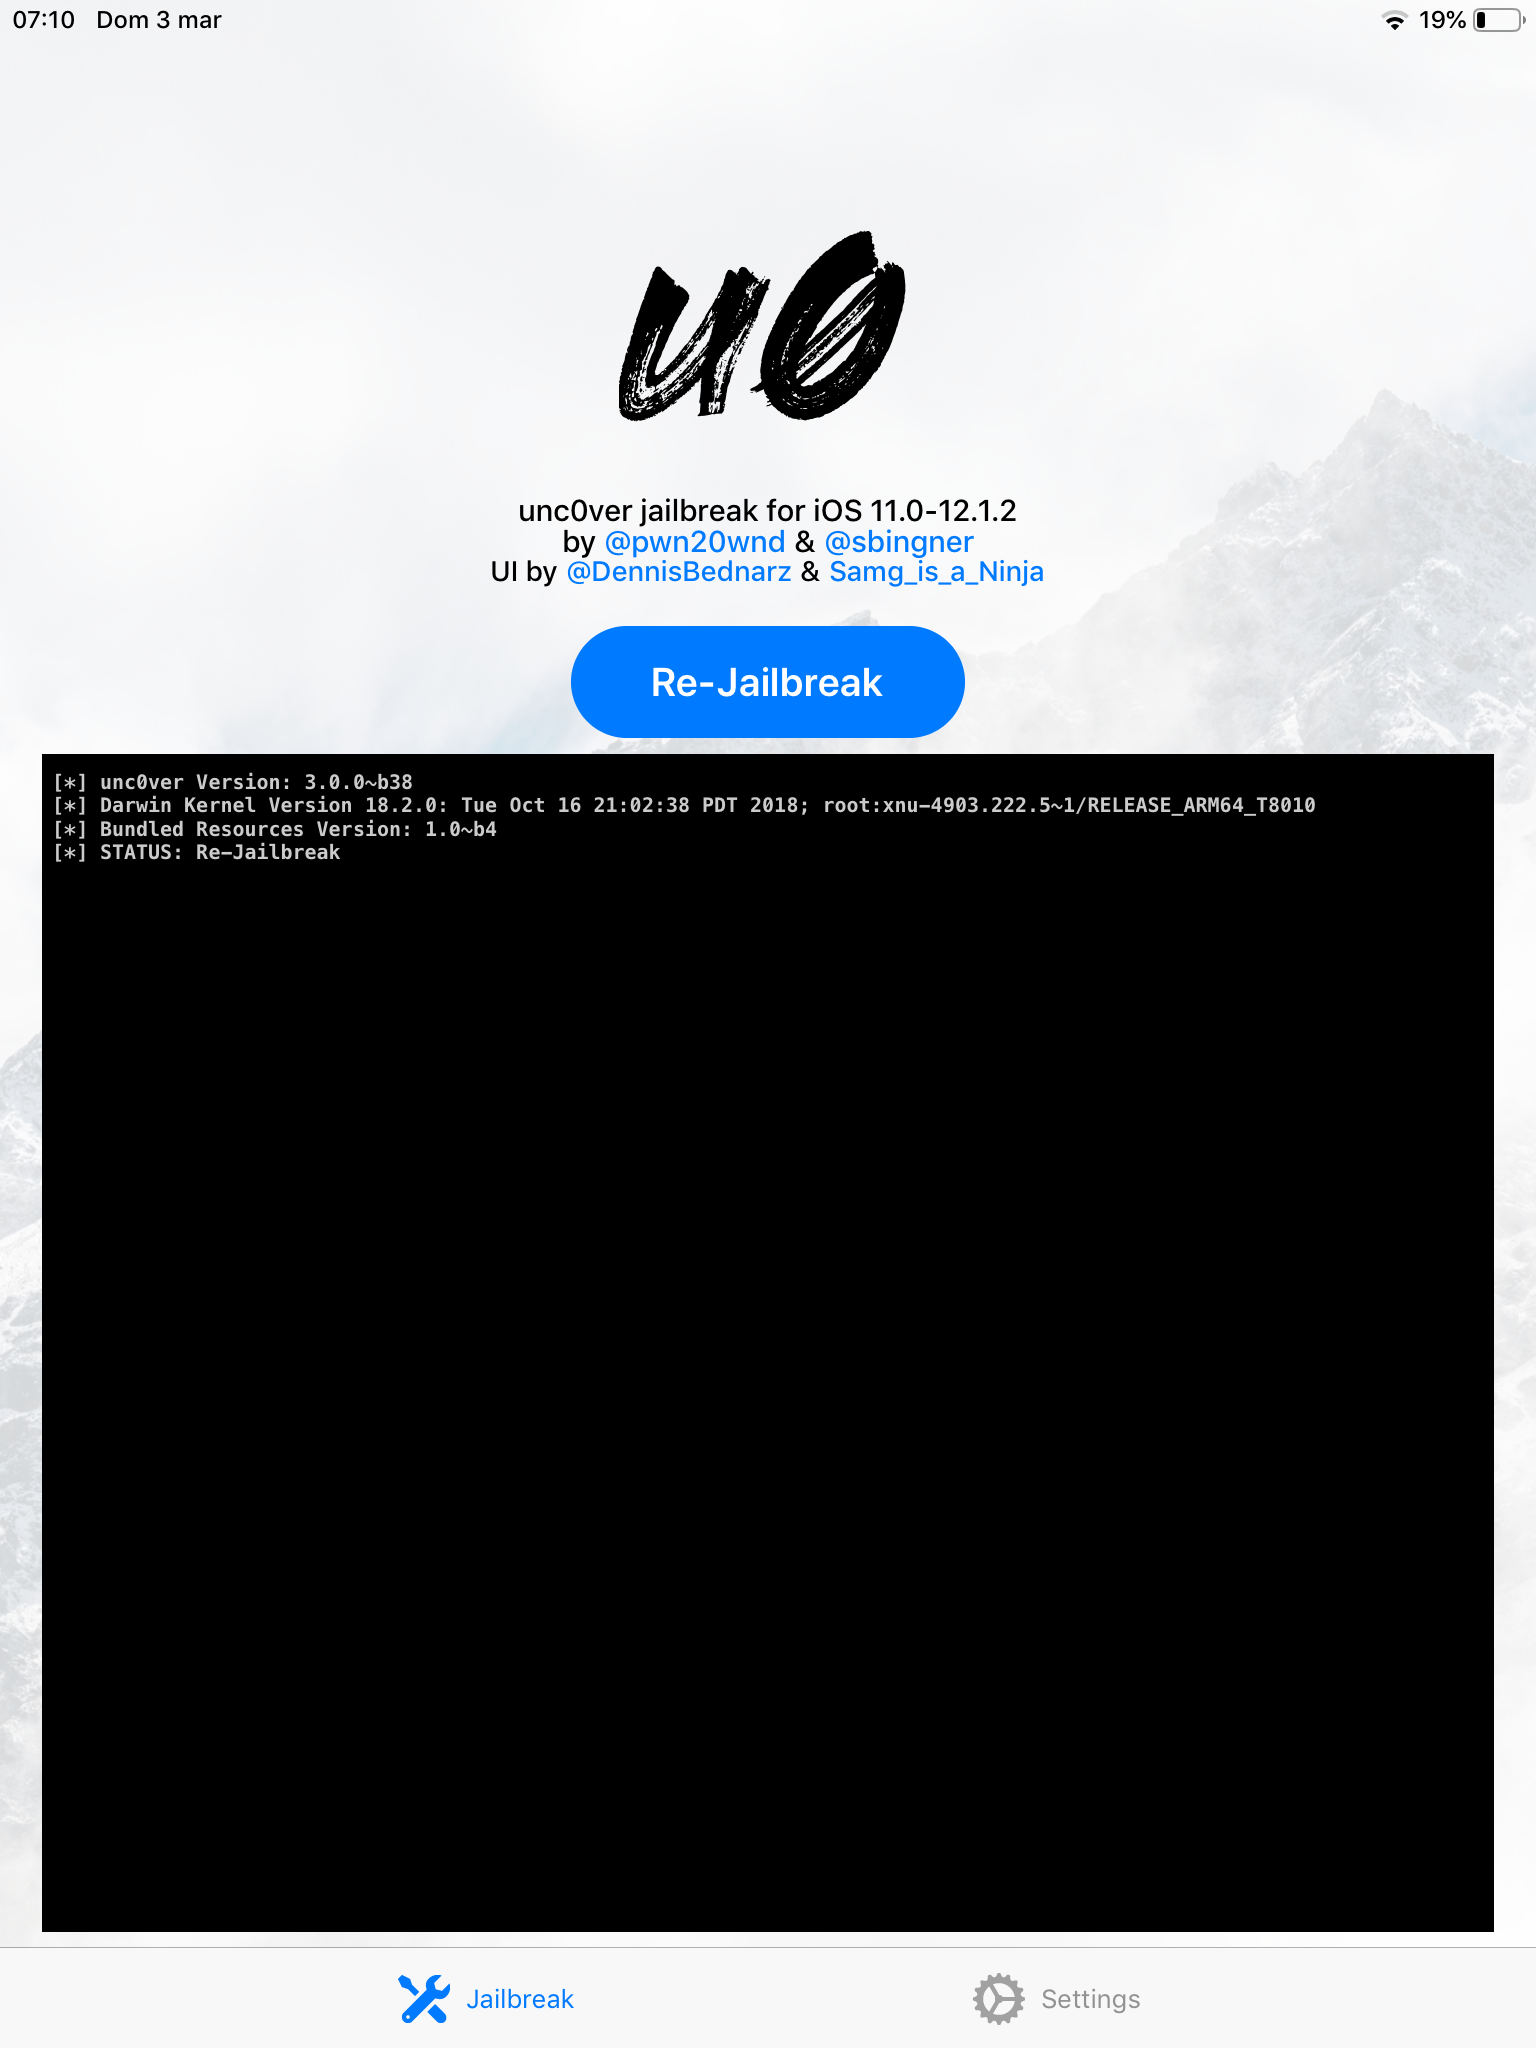 07:10 Dom 3 mar 19%
u0
unc0ver jailbreak for iOS 11.0-12.1.2
by @pwn20wnd & @sbingner
UI by @DennisBednarz & Samg_is_a_Ninja
Re-Jailbreak
[*] unc0ver Version: 3.0.0~b38
[*] Darwin Kernel Version 18.2.0: Tue Oct 16 21:02:38 PDT 2018; root:xnu-4903.222.5~1/RELEASE_ARM64_T8010
[*] Bundled Resources Version: 1.0~b4
[*] STATUS: Re-Jailbreak
Jailbreak Settings